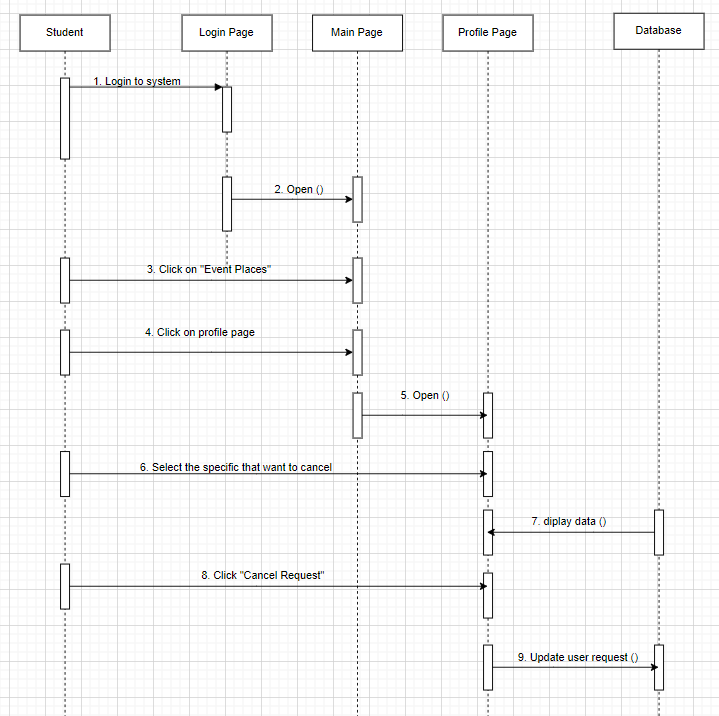 Student
Login Page
Main Page
Profile Page
Database
1. Login to system
2. Open ()
3. Click on "Event Places"
4. Click on profile page
5. Open ()
6. Select the specific that want to cancel
7. diplay data ()
8. Click "Cancel Request"
9. Update user request ()